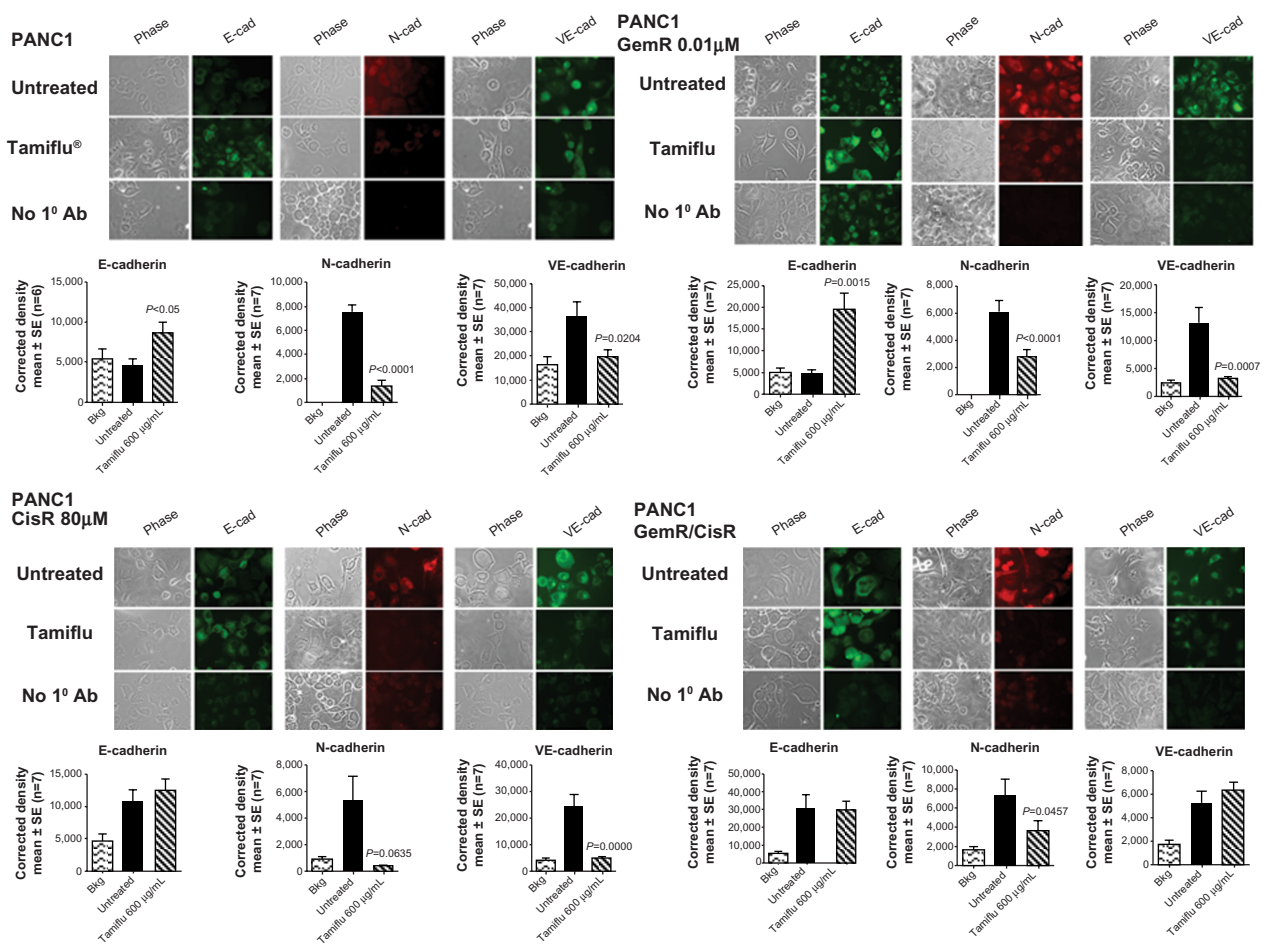 PANC1
Phase E-cad Phase N-cad Phase VE-cad
Untreated
Tamiflu®
No 1⁰ Ab
E-cadherin
Corrected density
mean ± SE (n=6)
15,000
10,000
5,000
0
P<0.05
Bkg
Untreated
Tamiflu 600 µg/mL
N-cadherin
Corrected density
mean ± SE (n=7)
10,000
8,000
6,000
4,000
2,000
0
P<0.0001
Bkg
Untreated
Tamiflu 600 µg/mL
VE-cadherin
Corrected density
mean ± SE (n=7)
50,000
40,000
30,000
20,000
10,000
0
P=0.0204
Bkg
Untreated
Tamiflu 600 µg/mL
PANC1
GemR 0.01µM
Phase E-cad Phase N-cad Phase VE-cad
Untreated
Tamiflu
No 1⁰ Ab
E-cadherin
Corrected density
mean ± SE (n=7)
25,000
20,000
15,000
10,000
5,000
0
P=0.0015
Bkg
Untreated
Tamiflu 600 µg/mL
N-cadherin
Corrected density
mean ± SE (n=7)
8,000
6,000
4,000
2,000
0
P<0.0001
Bkg
Untreated
Tamiflu 600 µg/mL
VE-cadherin
Corrected density
mean ± SE (n=7)
20,000
15,000
10,000
5,000
0
P=0.0007
Bkg
Untreated
Tamiflu 600 µg/mL
PANC1
CisR 80µM
Phase E-cad Phase N-cad Phase VE-cad
Untreated
Tamiflu
No 1⁰ Ab
E-cadherin
Corrected density
mean ± SE (n=7)
15,000
10,000
5,000
0
Bkg
Untreated
Tamiflu 600 µg/mL
N-cadherin
Corrected density
mean ± SE (n=7)
8,000
6,000
4,000
2,000
0
P=0.0635
Bkg
Untreated
Tamiflu 600 µg/mL
VE-cadherin
Corrected density
mean ± SE (n=7)
40,000
30,000
20,000
10,000
0
P=0.0000
Bkg
Untreated
Tamiflu 600 µg/mL
PANC1
GemR/CisR
Phase E-cad Phase N-cad Phase VE-cad
Untreated
Tamiflu
No 1⁰ Ab
E-cadherin
Corrected density
mean ± SE (n=7)
50,000
40,000
30,000
20,000
10,000
0
Bkg
Untreated
Tamiflu 600 µg/mL
N-cadherin
Corrected density
mean ± SE (n=7)
10,000
8,000
6,000
4,000
2,000
0
P=0.0457
Bkg
Untreated
Tamiflu 600 µg/mL
VE-cadherin
Corrected density
mean ± SE (n=7)
8,000
6,000
4,000
2,000
0
Bkg
Untreated
Tamiflu 600 µg/mL